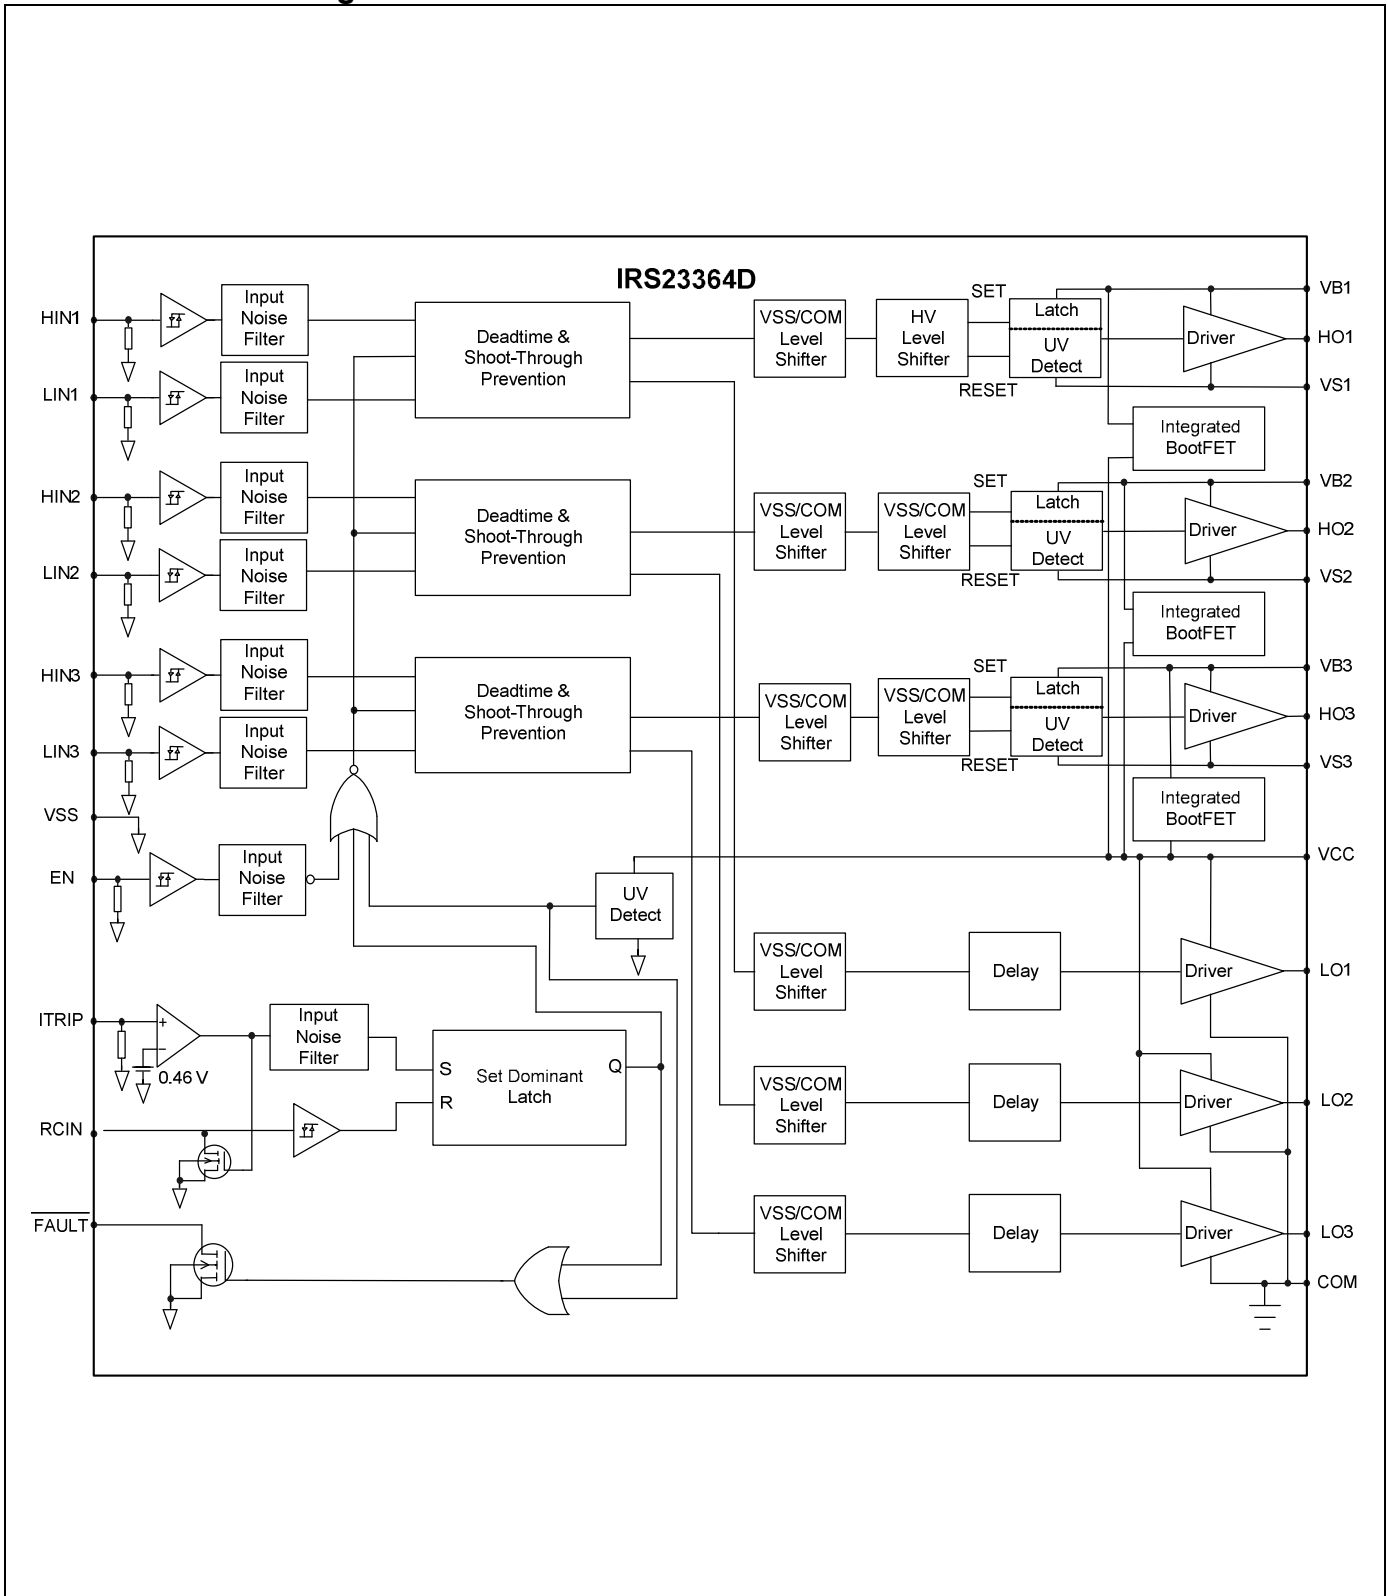 IRS23364D
HIN1
Input
Noise
Filter
LIN1
Input
Noise
Filter
Deadtime &
Shoot-Through
Prevention
VSS/COM
Level
Shifter
HV
Level
Shifter
SET
RESET
Latch
UV
Detect
Driver
VB1
HO1
VS1
Integrated
BootFET
HIN2
Input
Noise
Filter
LIN2
Input
Noise
Filter
Deadtime &
Shoot-Through
Prevention
VSS/COM
Level
Shifter
VSS/COM
Level
Shifter
SET
RESET
Latch
UV
Detect
Driver
VB2
HO2
VS2
Integrated
BootFET
HIN3
Input
Noise
Filter
LIN3
Input
Noise
Filter
Deadtime &
Shoot-Through
Prevention
VSS/COM
Level
Shifter
VSS/COM
Level
Shifter
SET
RESET
Latch
UV
Detect
Driver
VB3
HO3
VS3
Integrated
BootFET
VSS
EN
Input
Noise
Filter
UV
Detect
VCC
VSS/COM
Level
Shifter
Delay
Driver
LO1
ITRIP
+
−
0.46 V
Input
Noise
Filter
S
R
Q
Set Dominant
Latch
RCIN
VSS/COM
Level
Shifter
Delay
Driver
LO2
FAULT
VSS/COM
Level
Shifter
Delay
Driver
LO3
COM